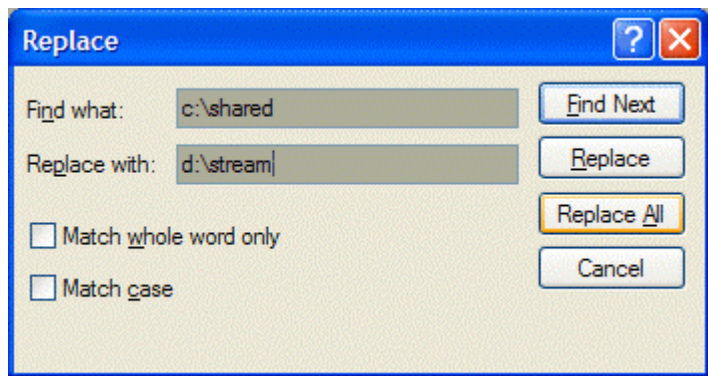 Replace
Find what: c:\shared
Find Next
Replace with: d:\stream
Replace
Match whole word only
Replace All
Match case
Cancel